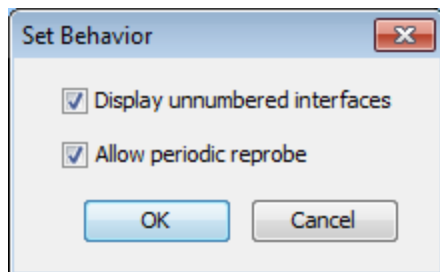 Set Behavior
Display unnumbered interfaces
Allow periodic reprobe
OK Cancel